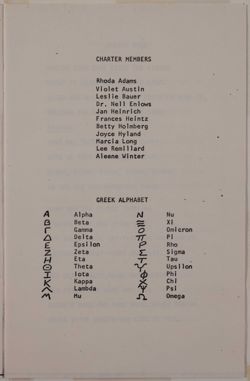 CHARTER MEMBERS
Rhoda Adams
Violet Austin
Leslie Bauer
Dr. Nell Enlows
Jan Heinrich
Frances Heintz
Betty Holmberg
Joyce Hyland
Marcia Long
Lee Remillard
Aleene Winter
GREEK ALPHABET
Α Alpha Ν Nu
Β Beta Ξ Xi
Γ Gamma Ο Omicron
Δ Delta Π Pi
Ε Epsilon Ρ Rho
Ζ Zeta Σ Sigma
Η Eta Τ Tau
Θ Theta Υ Upsilon
Ι Iota Φ Phi
Κ Kappa Χ Chi
Λ Lambda Ψ Psi
Μ Mu Ω Omega